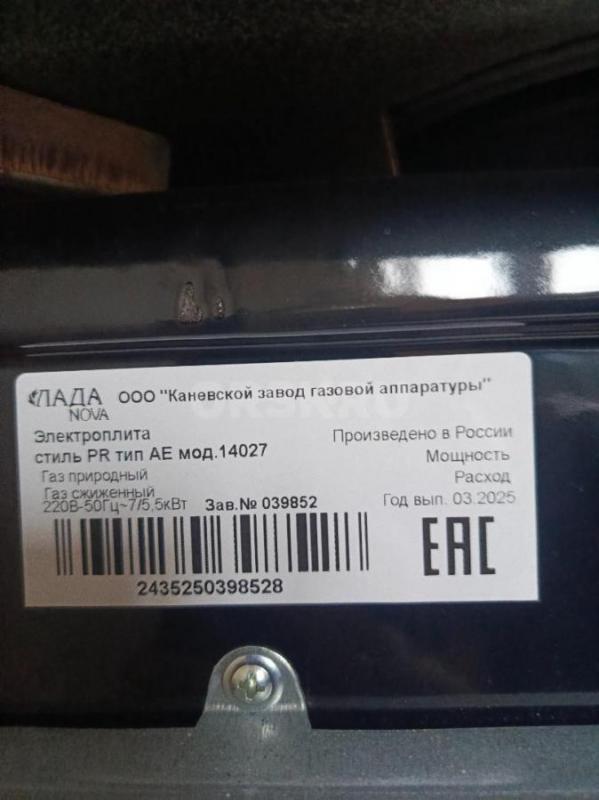 ЛАДА NOVA ООО "Каневской завод газовой аппаратуры"
Электроплита
стиль PR тип АЕ мод.14027
Газ природный
Газ сжиженный
220В-50Гц~7/5,5кВт Зав.№ 039852
Произведено в России
Мощность
Расход
Год вып. 03.2025
EAC
2435250398528